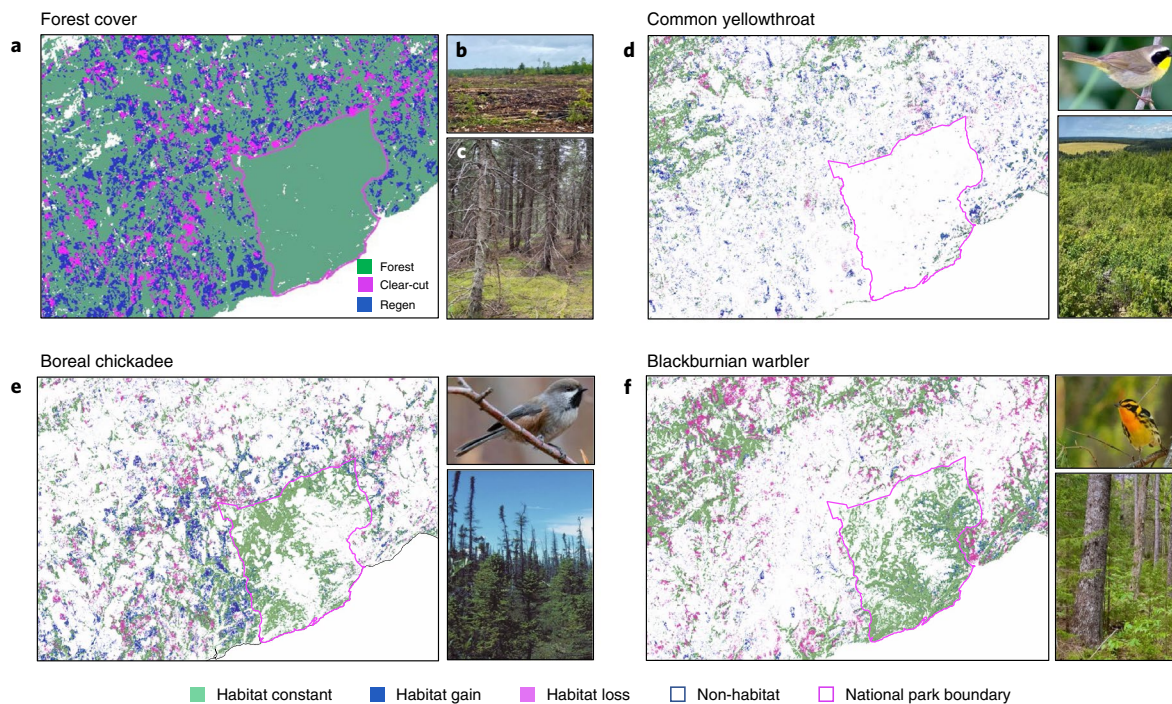 Forest cover
a
b
c
Forest
Clear-cut
Regen
Common yellowthroat
d
Boreal chickadee
e
Blackburnian warbler
f
Habitat constant
Habitat gain
Habitat loss
Non-habitat
National park boundary